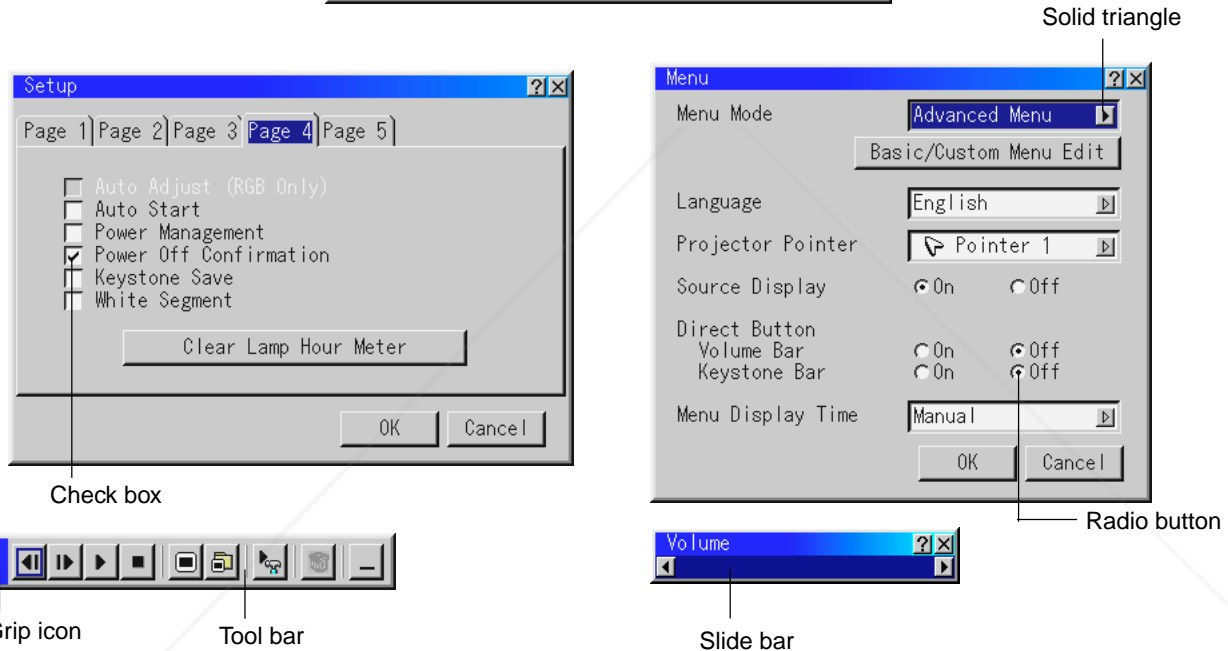 Solid triangle
Setup
Page 1 Page 2 Page 3 Page 4 Page 5
Auto Adjust (RGB Only)
Auto Start
Power Management
Power Off Confirmation
Keystone Save
White Segment
Clear Lamp Hour Meter
OK Cancel
Check box
Menu
Menu Mode Advanced Menu
Basic/Custom Menu Edit
Language English
Projector Pointer Pointer 1
Source Display On Off
Direct Button
Volume Bar On Off
Keystone Bar On Off
Menu Display Time Manual
OK Cancel
Radio button
rip icon
Tool bar
Volume
Slide bar